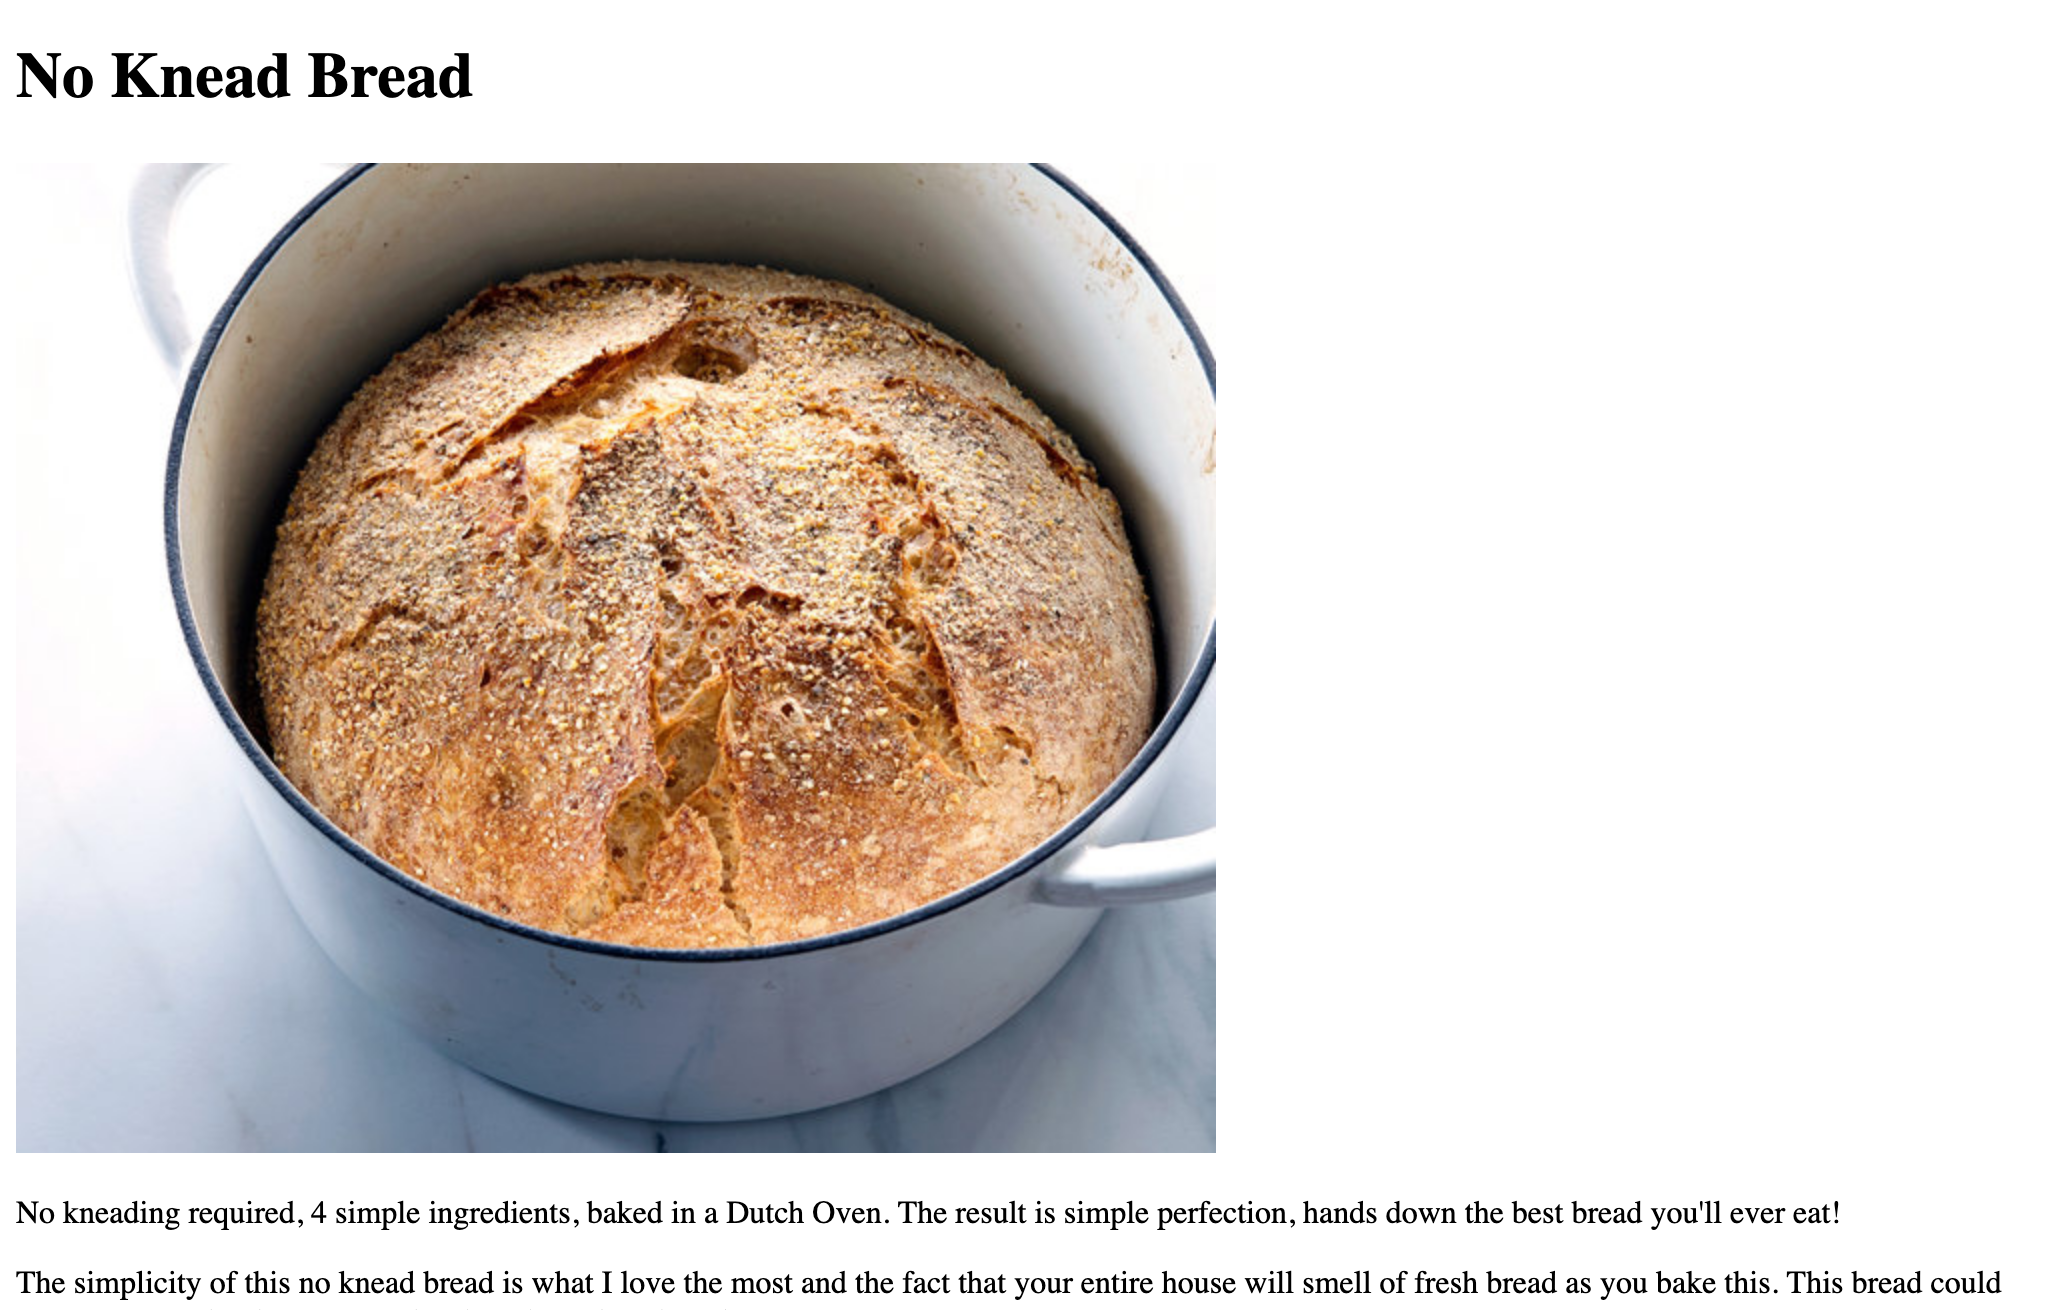 No Knead Bread
No kneading required, 4 simple ingredients, baked in a Dutch Oven. The result is simple perfection, hands down the best bread you'll ever eat!
The simplicity of this no knead bread is what I love the most and the fact that your entire house will smell of fresh bread as you bake this. This bread could